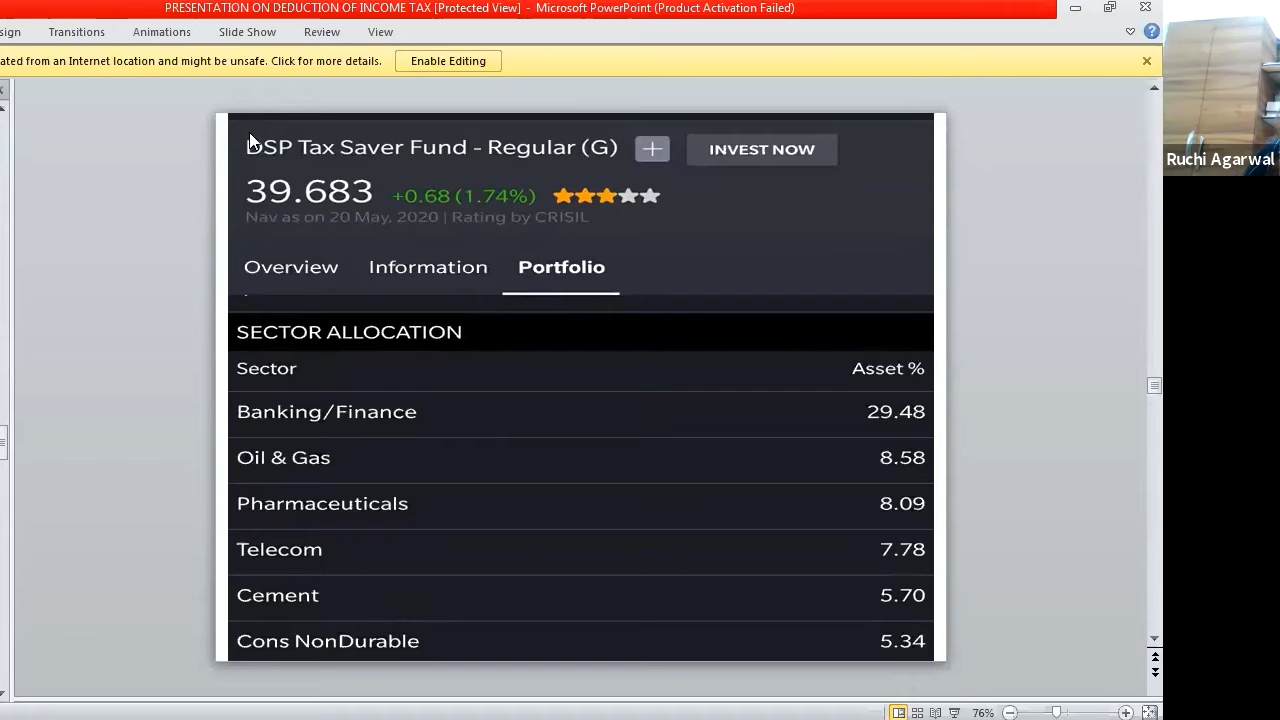 PRESENTATION ON DEDUCTION OF INCOME TAX [Protected View] - Microsoft PowerPoint (Product Activation Failed)
sign Transitions Animations Slide Show Review View
ated from an Internet location and might be unsafe. Click for more details. Enable Editing
DSP Tax Saver Fund - Regular (G) + INVEST NOW
39.683 +0.68 (1.74%)
Nav as on 20 May, 2020 | Rating by CRISIL
Overview Information Portfolio
SECTOR ALLOCATION
Sector Asset %
Banking/Finance 29.48
Oil & Gas 8.58
Pharmaceuticals 8.09
Telecom 7.78
Cement 5.70
Cons NonDurable 5.34
76%
Ruchi Agarwal